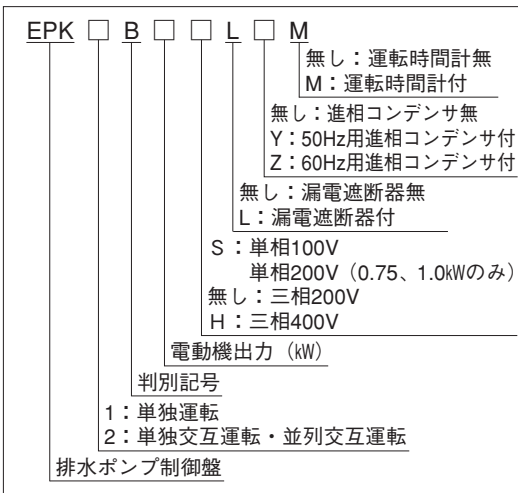 EPK □ B □ □ L □ M
無し：運転時間計無
M：運転時間計付
無し：進相コンデンサ無
Y：50Hz用進相コンデンサ付
Z：60Hz用進相コンデンサ付
無し：漏電遮断器無
L：漏電遮断器付
S：単相100V
単相200V（0.75、1.0㎾のみ）
無し：三相200V
H：三相400V
電動機出力（㎾）
判別記号
1：単独運転
2：単独交互運転・並列交互運転
排水ポンプ制御盤